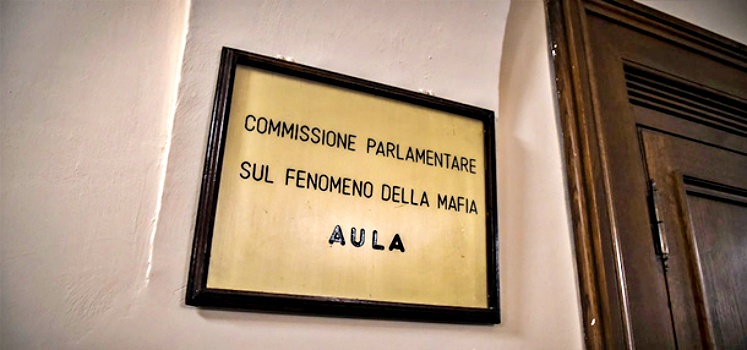 COMMISSIONE PARLAMENTARE
SUL FENOMENO DELLA MAFIA
AULA